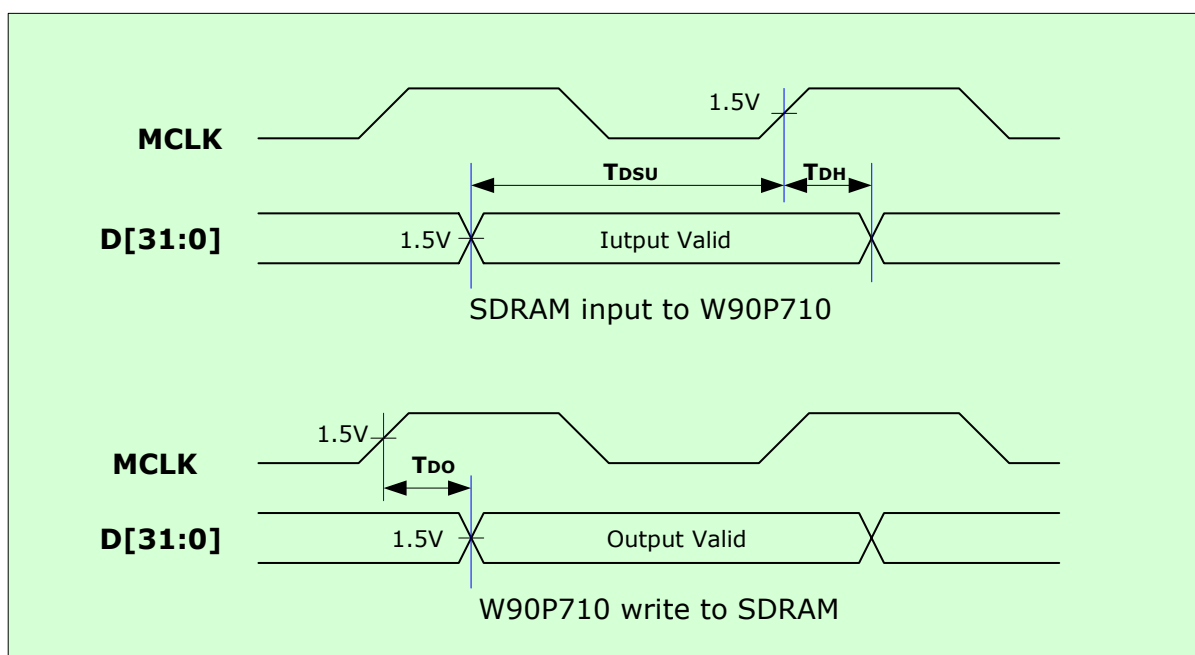 1.5V
MCLK
TDSU TDH
D[31:0] 1.5V Iutput Valid
SDRAM input to W90P710
1.5V
MCLK
TDO
D[31:0] 1.5V Output Valid
W90P710 write to SDRAM